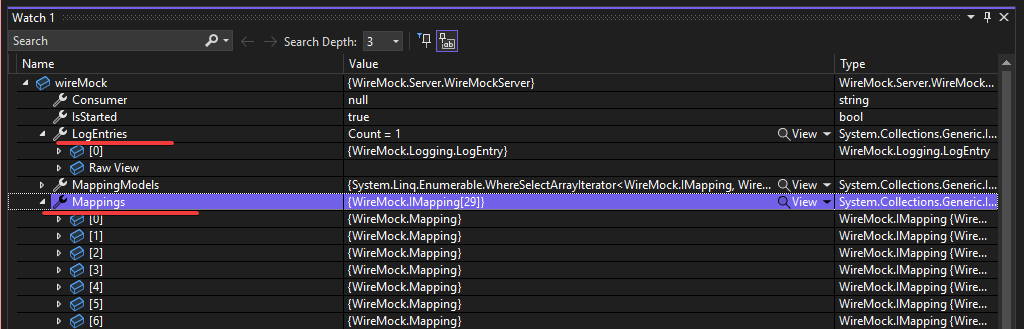 Watch 1
Search Search Depth: 3
Name Value Type
wireMock {WireMock.Server.WireMockServer} WireMock.Server.WireMock...
Consumer null string
IsStarted true bool
LogEntries Count = 1 View System.Collections.Generic.I...
[0] {WireMock.Logging.LogEntry} WireMock.Logging.LogEntry
Raw View
MappingModels {System.Linq.Enumerable.WhereSelectArrayIterator<WireMock.IMapping, Wire... View System.Collections.Generic.I...
Mappings {WireMock.IMapping[29]} View System.Collections.Generic.I...
[0] {WireMock.Mapping} WireMock.IMapping {Wire...
[1] {WireMock.Mapping} WireMock.IMapping {Wire...
[2] {WireMock.Mapping} WireMock.IMapping {Wire...
[3] {WireMock.Mapping} WireMock.IMapping {Wire...
[4] {WireMock.Mapping} WireMock.IMapping {Wire...
[5] {WireMock.Mapping} WireMock.IMapping {Wire...
[6] {WireMock.Mapping} WireMock.IMapping {Wire...